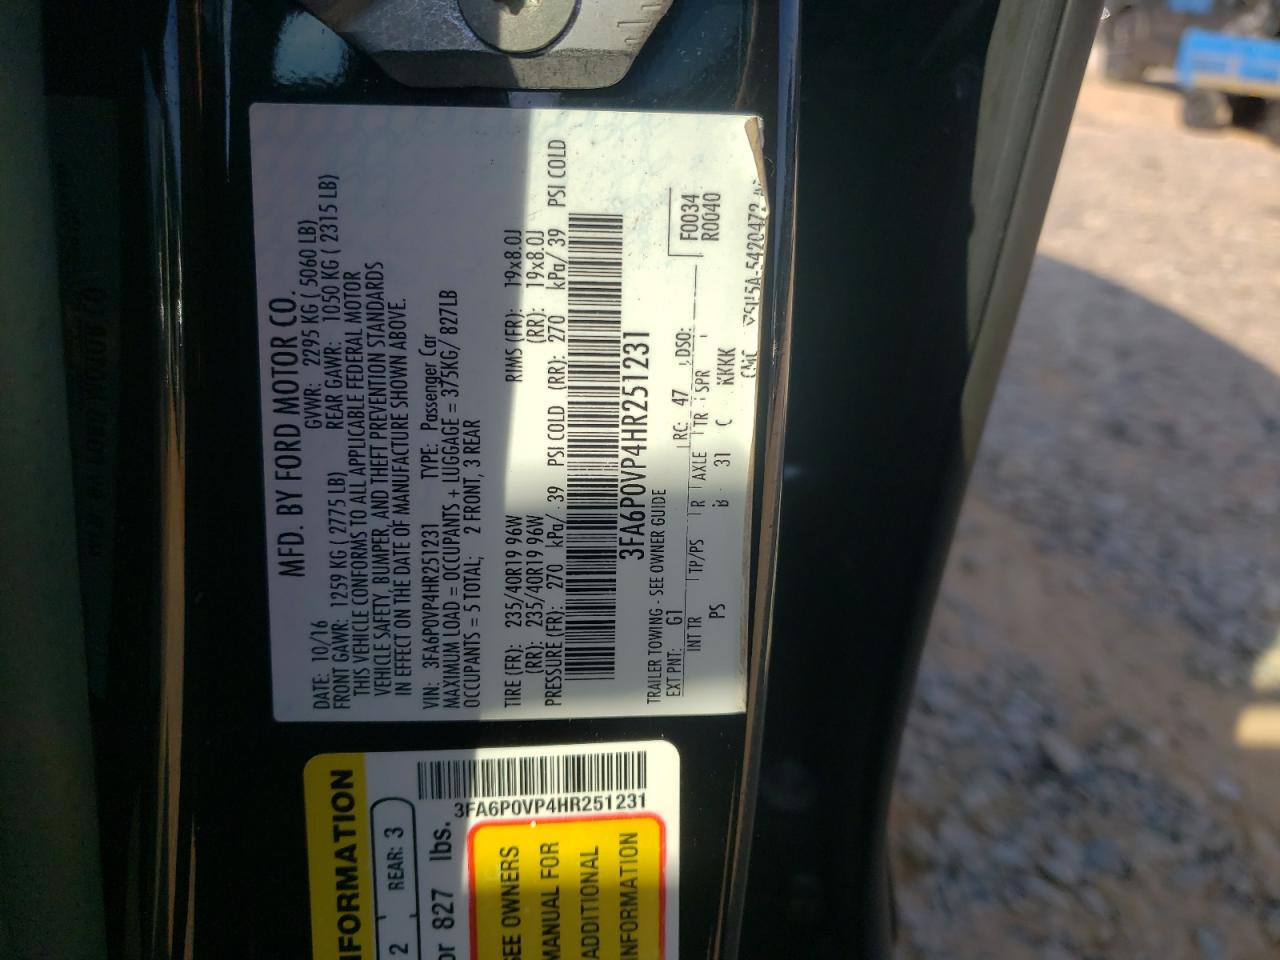 MFD. BY FORD MOTOR CO.
DATE: 10/16 GVWR: 2295 KG ( 5060 LB)
FRONT GAWR: 1259 KG ( 2775 LB) REAR GAWR: 1050 KG ( 2315 LB)
THIS VEHICLE CONFORMS TO ALL APPLICABLE FEDERAL MOTOR
VEHICLE SAFETY, BUMPER, AND THEFT PREVENTION STANDARDS
IN EFFECT ON THE DATE OF MANUFACTURE SHOWN ABOVE.
VIN: 3FA6P0VP4HR251231 TYPE: Passenger Car
MAXIMUM LOAD = OCCUPANTS + LUGGAGE = 375KG/ 827LB
OCCUPANTS = 5 TOTAL; 2 FRONT, 3 REAR
TIRE (FR): 235/40R19 96W RIMS (FR): 19x8.0J
(RR): 235/40R19 96W (RR): 19x8.0J
PRESSURE (FR): 270 kPa/ 39 PSI COLD (RR): 270 kPa/ 39 PSI COLD
3FA6P0VP4HR251231
TRAILER TOWING - SEE OWNER GUIDE
EXT PNT: G1 RC: 47 DSO: F0034
R0040
INT TR TP/PS R AXLE TR SPR
PS B 31 C KKKK
INFORMATION
2 REAR: 3
or 827 lbs.
3FA6P0VP4HR251231
SEE OWNERS
MANUAL FOR
ADDITIONAL
INFORMATION